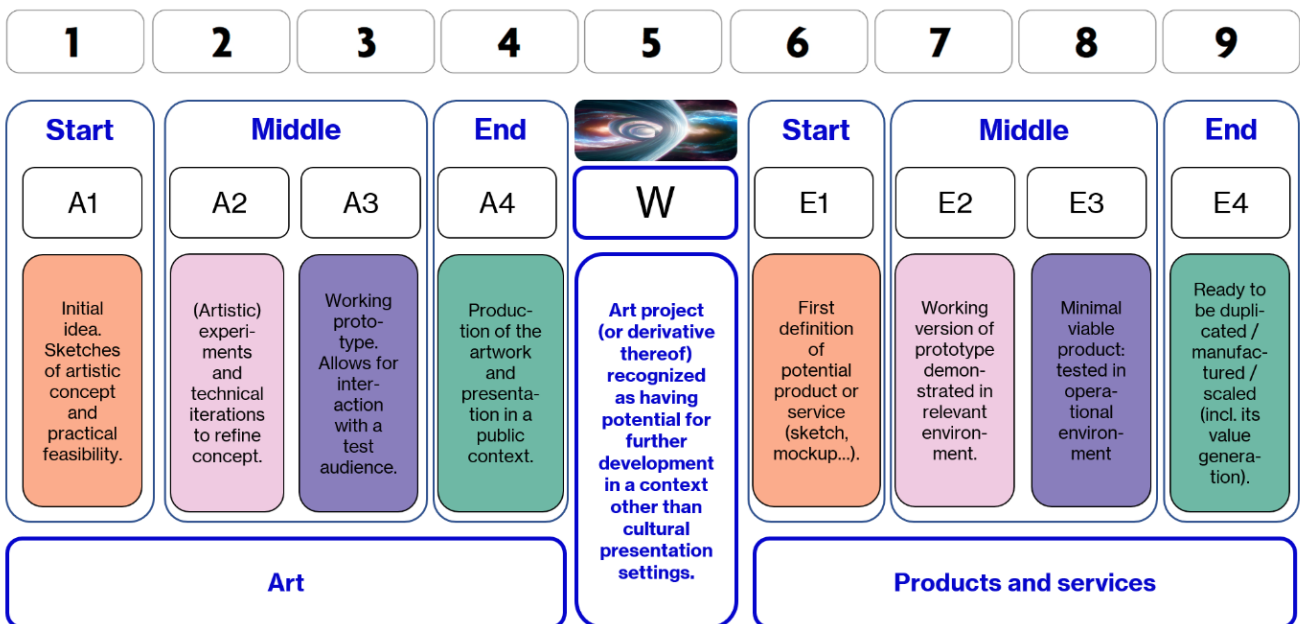 1 2 3 4 5 6 7 8 9
Start Middle End Start Middle End
A1 A2 A3 A4 W E1 E2 E3 E4
Initial
idea.
Sketches
of artistic
concept
and
practical
feasibility.
(Artistic)
experi-
ments
and
technical
iterations
to refine
concept.
Working
proto-
type.
Allows for
inter-
action
with a
test
audience.
Produc-
tion of the
artwork
and
presenta-
tion in a
public
context.
Art project
(or derivative
thereof)
recognized
as having
potential for
further
development
in a context
other than
cultural
presentation
settings.
First
definition
of
potential
product or
service
(sketch,
mockup...).
Working
version of
prototype
demon-
strated in
relevant
environ-
ment.
Minimal
viable
product:
tested in
opera-
tional
environ-
ment
Ready to
be dupli-
cated /
manufac-
tured /
scaled
(incl. its
value
genera-
tion).
Art
Products and services